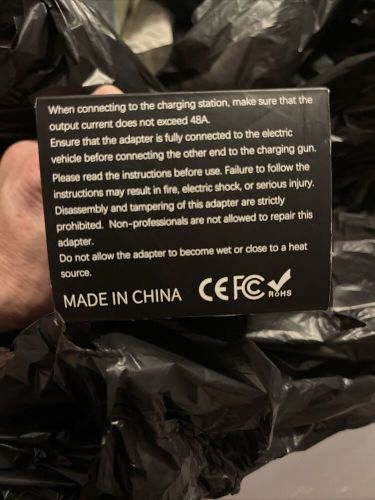 When connecting to the charging station, make sure that the
output current does not exceed 48A.
Ensure that the adapter is fully connected to the electric
vehicle before connecting the other end to the charging gun.
Please read the instructions before use. Failure to follow the
instructions may result in fire, electric shock, or serious injury.
Disassembly and tampering of this adapter are strictly
prohibited. Non-professionals are not allowed to repair this
adapter.
Do not allow the adapter to become wet or close to a heat
source.
MADE IN CHINA CE FC RoHS